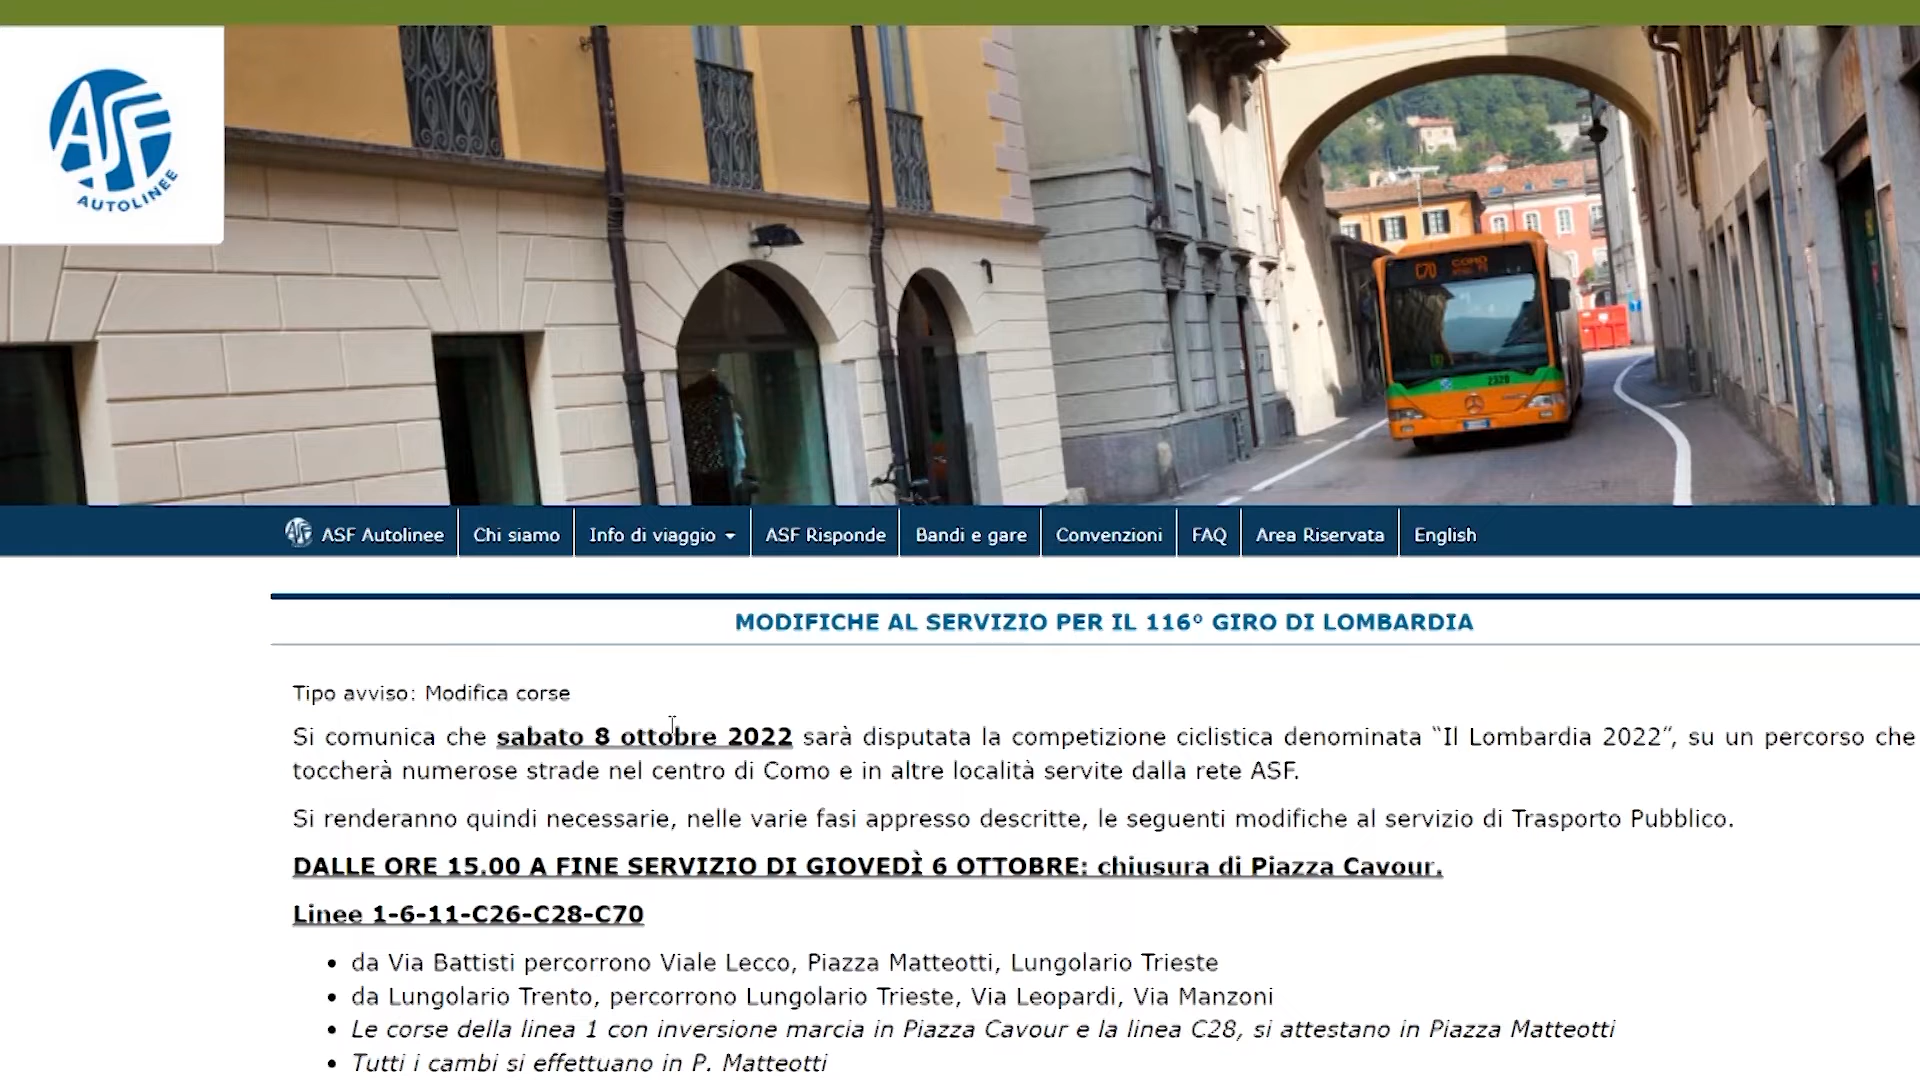 ASF
AUTOLINEE
C70 COMO
2320
ASF Autolinee
Chi siamo
Info di viaggio
ASF Risponde
Bandi e gare
Convenzioni
FAQ
Area Riservata
English
MODIFICHE AL SERVIZIO PER IL 116° GIRO DI LOMBARDIA
Tipo avviso: Modifica corse
Si comunica che sabato 8 ottobre 2022 sarà disputata la competizione ciclistica denominata “Il Lombardia 2022”, su un percorso che
toccherà numerose strade nel centro di Como e in altre località servite dalla rete ASF.
Si renderanno quindi necessarie, nelle varie fasi appresso descritte, le seguenti modifiche al servizio di Trasporto Pubblico.
DALLE ORE 15.00 A FINE SERVIZIO DI GIOVEDÌ 6 OTTOBRE: chiusura di Piazza Cavour.
Linee 1-6-11-C26-C28-C70
• da Via Battisti percorrono Viale Lecco, Piazza Matteotti, Lungolario Trieste
• da Lungolario Trento, percorrono Lungolario Trieste, Via Leopardi, Via Manzoni
• Le corse della linea 1 con inversione marcia in Piazza Cavour e la linea C28, si attestano in Piazza Matteotti
• Tutti i cambi si effettuano in P. Matteotti